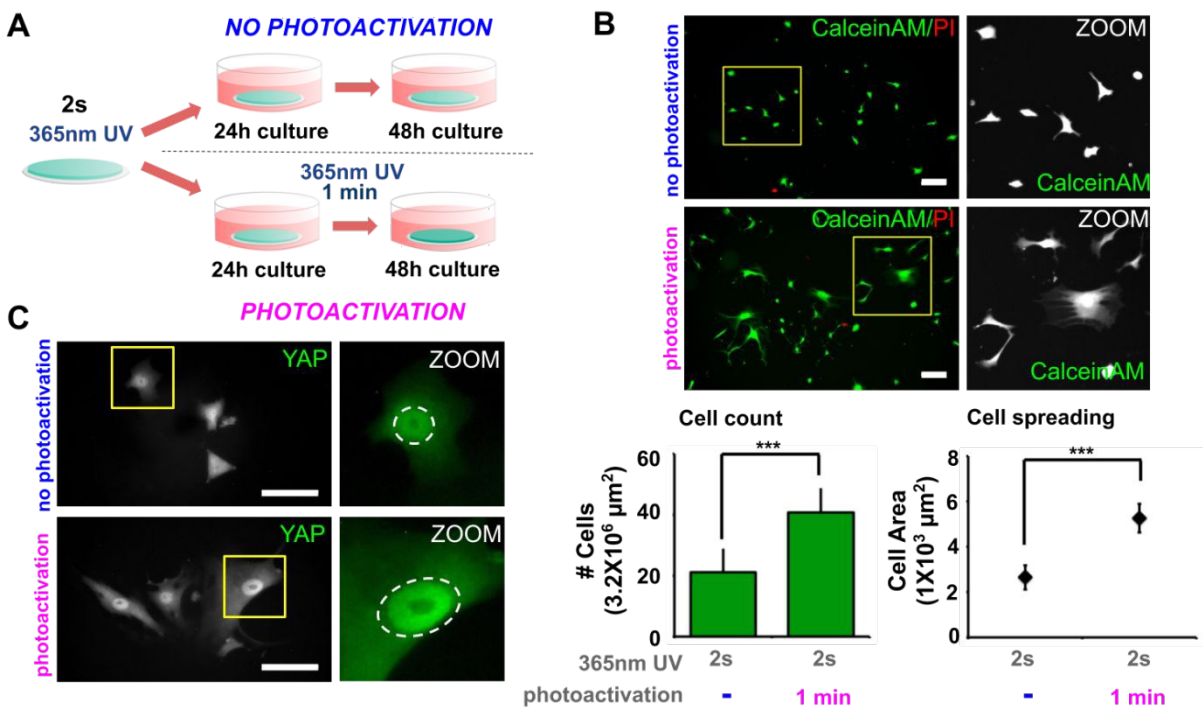 A
NO PHOTOACTIVATION
2s
365nm UV
24h culture
48h culture
365nm UV
1 min
24h culture
48h culture
PHOTOACTIVATION
B
no photoactivation
CalceinAM/PI
ZOOM
CalceinAM
photoactivation
CalceinAM/PI
ZOOM
CalceinAM
Cell count
***
# Cells
(3.2X10⁶ µm²)
60
40
20
0
Cell spreading
***
Cell Area
(1X10³ µm²)
8
6
4
2
0
365nm UV
2s
2s
2s
2s
photoactivation
-
1 min
-
1 min
C
no photoactivation
YAP
ZOOM
photoactivation
YAP
ZOOM